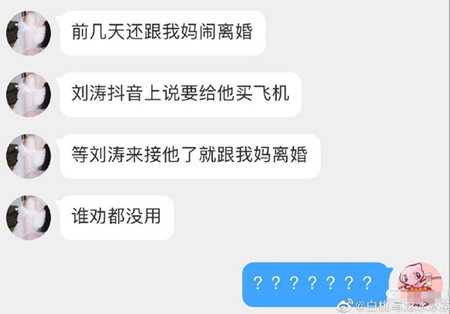 前几天还跟我妈闹离婚
刘涛抖音上说要给他买飞机
等刘涛来接他了就跟我妈离婚
谁劝都没用
？？？？？？？